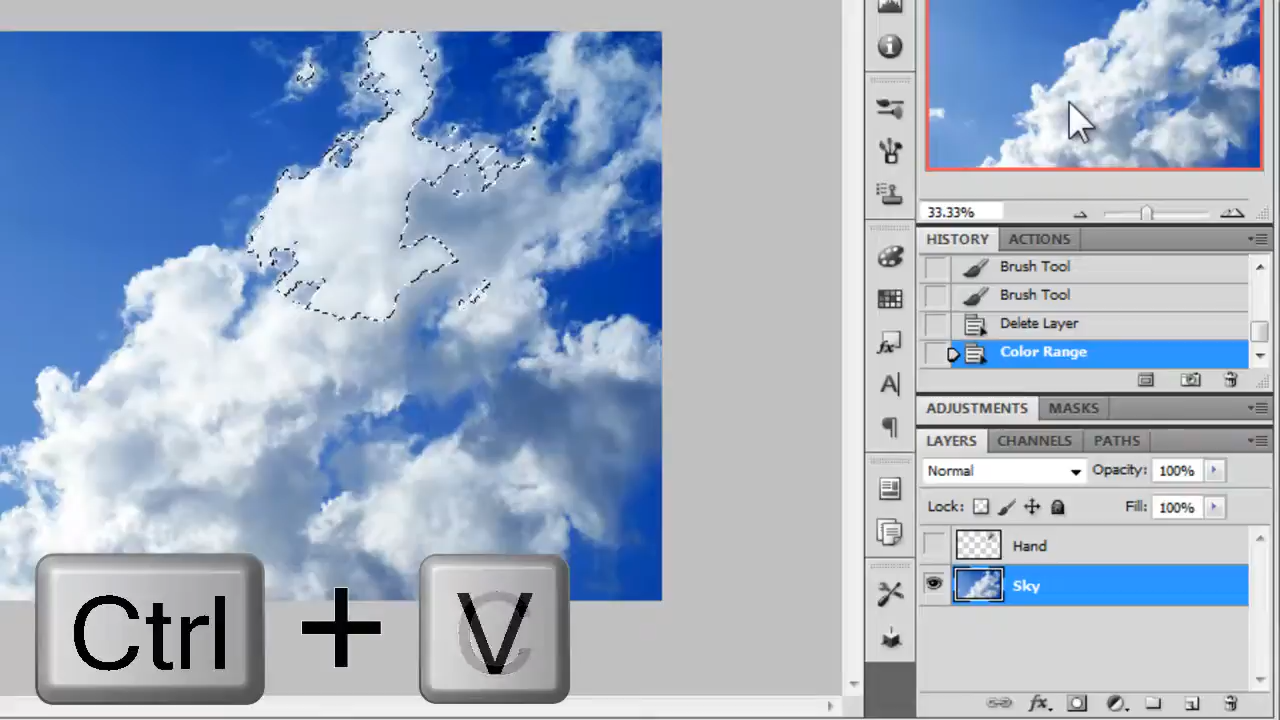 33.33%
HISTORY ACTIONS
Brush Tool
Brush Tool
Delete Layer
Color Range
ADJUSTMENTS MASKS
LAYERS CHANNELS PATHS
Normal Opacity: 100%
Lock: Fill: 100%
Hand
Sky
Ctrl + V